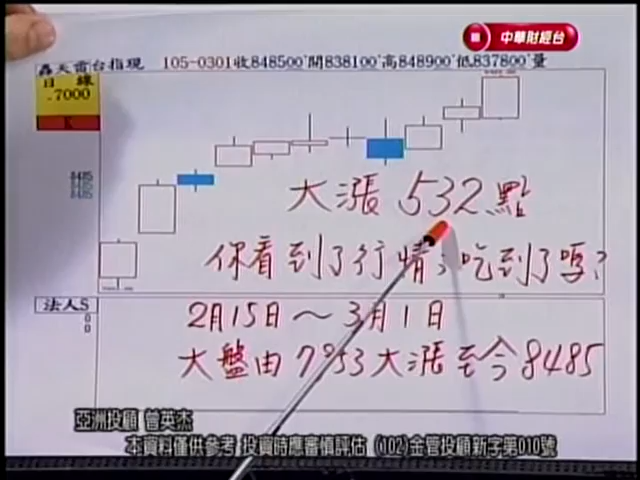 中華財經台
轟天雷台指現 105-0301收848500'開838100'高848900'低837800'量
日線
.7000
8485
8485
8485
大漲532點
你看到了行情;吃到了嗎?
法人S
0
0
2月15日～3月1日
大盤由7953大漲至今8485
亞洲投顧 曾英杰
本資料僅供參考 投資時應審慎評估 (102)金管投顧新字第010號